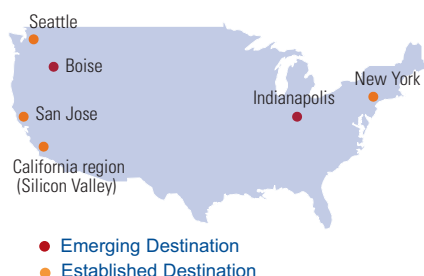 Seattle
Boise
New York
Indianapolis
San Jose
California region
(Silicon Valley)
Emerging Destination
Established Destination